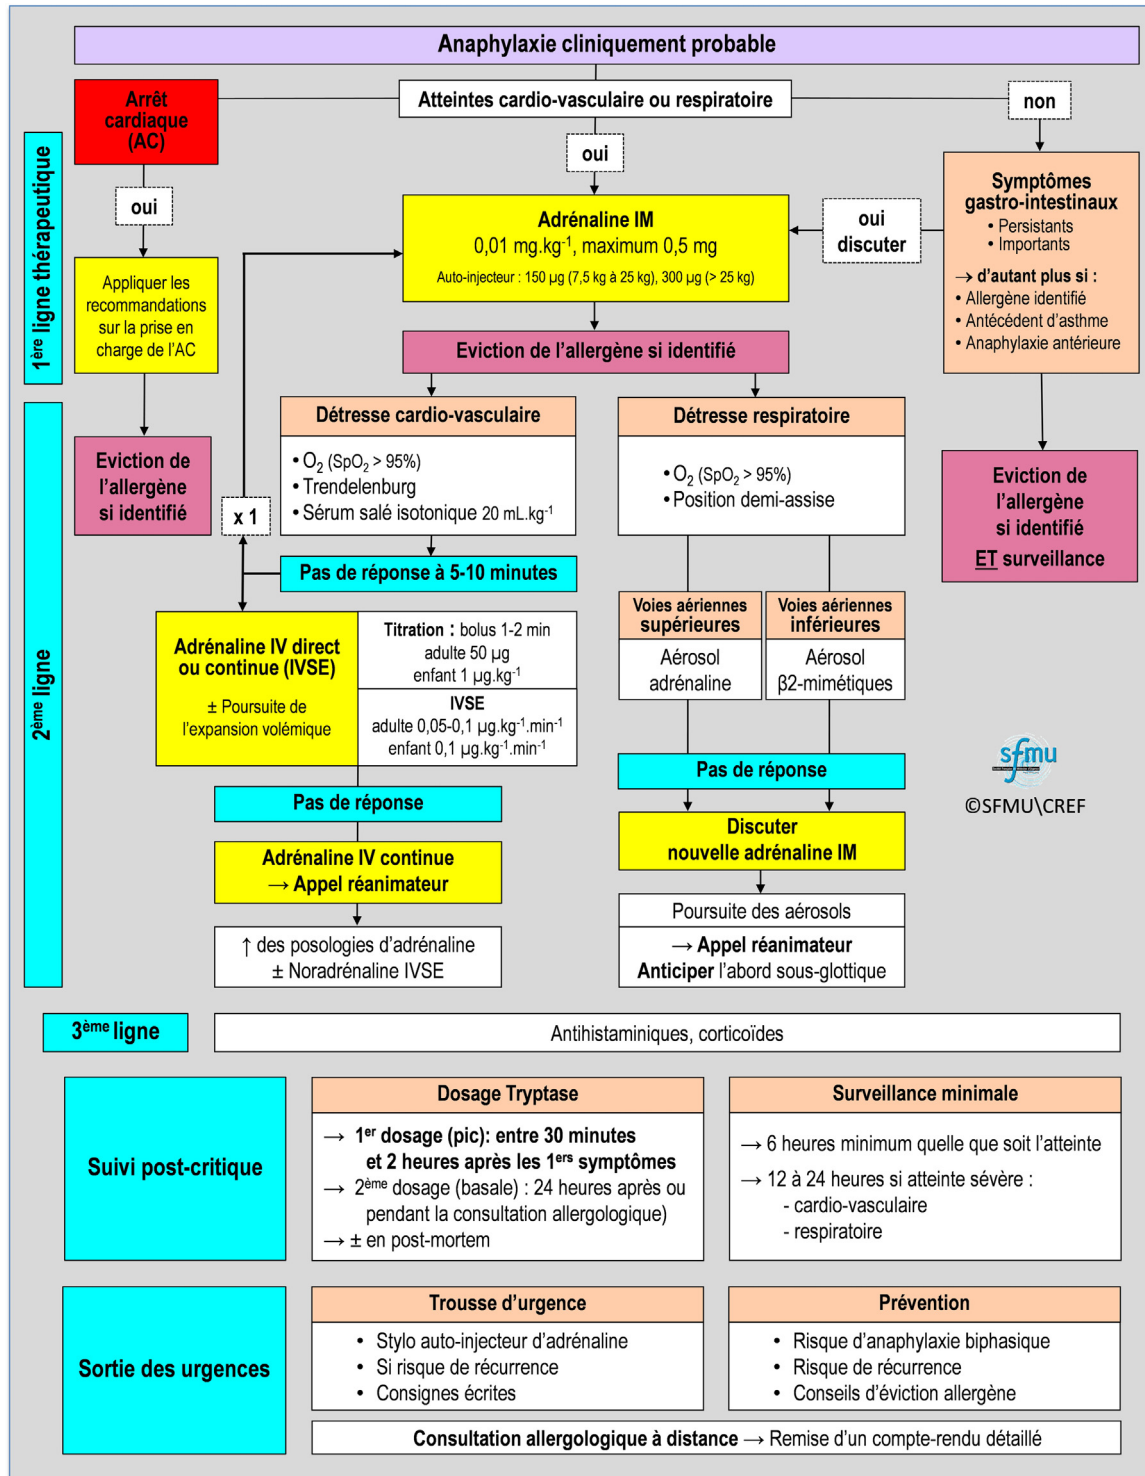 Anaphylaxie cliniquement probable
Arrêt
cardiaque
(AC)
Atteintes cardio-vasculaire ou respiratoire
non
oui
oui
1ère ligne thérapeutique
Appliquer les
recommandations
sur la prise en
charge de l'AC
Adrénaline IM
0,01 mg.kg⁻¹, maximum 0,5 mg
Auto-injecteur : 150 µg (7,5 kg à 25 kg), 300 µg (> 25 kg)
oui
discuter
Symptômes
gastro-intestinaux
• Persistants
• Importants
→ d'autant plus si :
• Allergène identifié
• Antécédent d'asthme
• Anaphylaxie antérieure
Eviction de l'allergène si identifié
2ème ligne
Eviction de
l'allergène
si identifié
x 1
Détresse cardio-vasculaire
• O₂ (SpO₂ > 95%)
• Trendelenburg
• Sérum salé isotonique 20 mL.kg⁻¹
Détresse respiratoire
• O₂ (SpO₂ > 95%)
• Position demi-assise
Eviction de
l'allergène
si identifié
ET surveillance
Pas de réponse à 5-10 minutes
Adrénaline IV direct
ou continue (IVSE)
± Poursuite de
l'expansion volémique
Titration : bolus 1-2 min
adulte 50 µg
enfant 1 µg.kg⁻¹
IVSE
adulte 0,05-0,1 µg.kg⁻¹.min⁻¹
enfant 0,1 µg.kg⁻¹.min⁻¹
Voies aériennes
supérieures
Aérosol
adrénaline
Voies aériennes
inférieures
Aérosol
β2-mimétiques
Pas de réponse
Adrénaline IV continue
→ Appel réanimateur
↑ des posologies d'adrénaline
± Noradrénaline IVSE
Pas de réponse
Discuter
nouvelle adrénaline IM
Poursuite des aérosols
→ Appel réanimateur
Anticiper l'abord sous-glottique
sfmu
©SFMU\CREF
3ème ligne
Antihistaminiques, corticoïdes
Suivi post-critique
Dosage Tryptase
→ 1er dosage (pic): entre 30 minutes
et 2 heures après les 1ers symptômes
→ 2ème dosage (basale) : 24 heures après ou
pendant la consultation allergologique)
→ ± en post-mortem
Surveillance minimale
→ 6 heures minimum quelle que soit l'atteinte
→ 12 à 24 heures si atteinte sévère :
- cardio-vasculaire
- respiratoire
Sortie des urgences
Trousse d'urgence
• Stylo auto-injecteur d'adrénaline
• Si risque de récurrence
• Consignes écrites
Prévention
• Risque d'anaphylaxie biphasique
• Risque de récurrence
• Conseils d'éviction allergène
Consultation allergologique à distance → Remise d'un compte-rendu détaillé